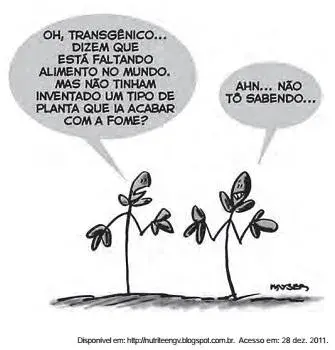 OH, TRANSGÊNICO...
DIZEM QUE
ESTÁ FALTANDO
ALIMENTO NO MUNDO.
MAS NÃO TINHAM
INVENTADO UM TIPO DE
PLANTA QUE IA ACABAR
COM A FOME?
AHN... NÃO
TÔ SABENDO...
Disponível em: http://nutriteengv.blogspot.com.br. Acesso em: 28 dez. 2011.